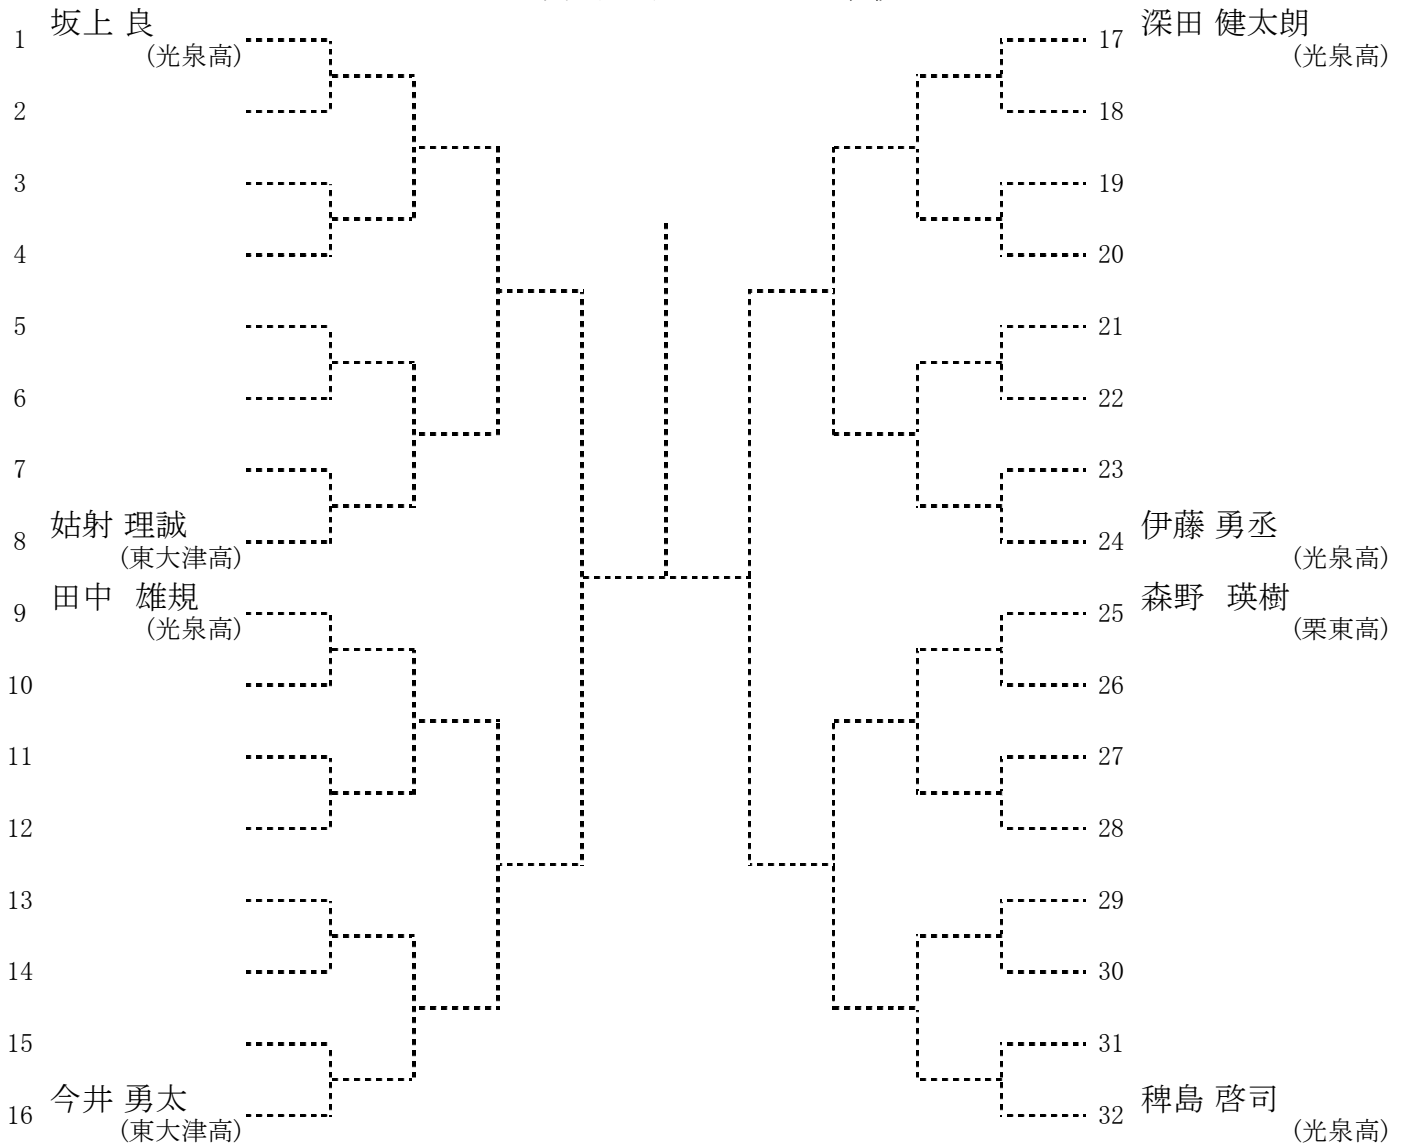 1 坂上 良
(光泉高)
2
3
4
5
6
7
8 姑射 理誠
(東大津高)
9 田中 雄規
(光泉高)
10
11
12
13
14
15
16 今井 勇太
(東大津高)
17 深田 健太朗
(光泉高)
18
19
20
21
22
23
24 伊藤 勇丞
(光泉高)
25 森野 瑛樹
(栗東高)
26
27
28
29
30
31
32 稗島 啓司
(光泉高)